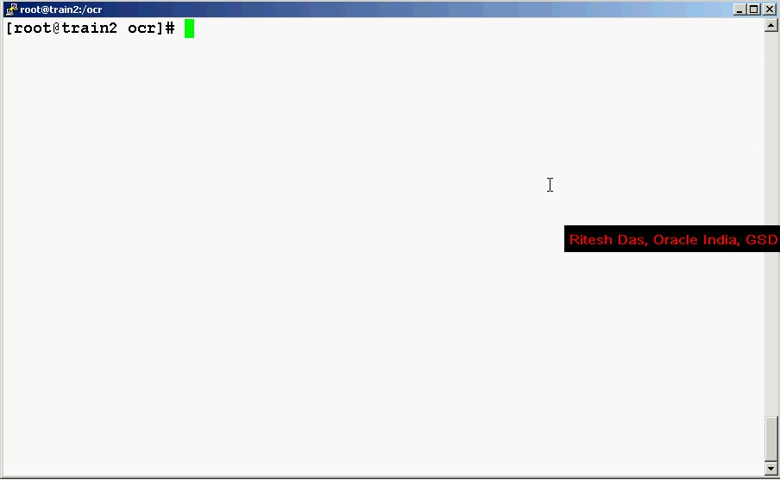 root@train2:/ocr
[root@train2 ocr]#
Ritesh Das, Oracle India, GSD